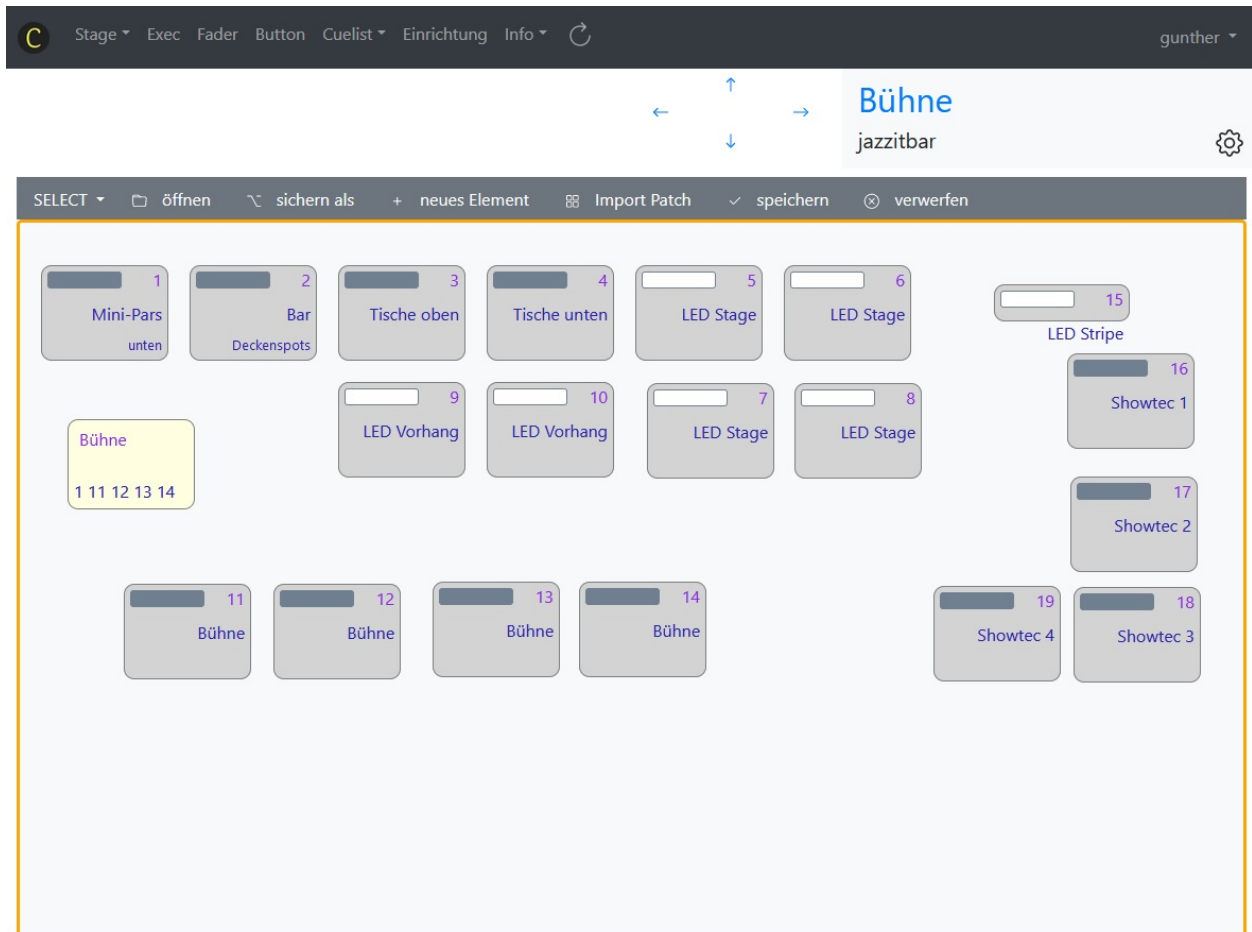 C Stage Exec Fader Button Cuelist Einrichtung Info gunther
Bühne
jazzitbar
SELECT öffnen sichern als + neues Element Import Patch speichern verwerfen
1
Mini-Pars
unten
2
Bar
Deckenspots
3
Tische oben
4
Tische unten
5
LED Stage
6
LED Stage
15
LED Stripe
16
Showtec 1
9
LED Vorhang
10
LED Vorhang
7
LED Stage
8
LED Stage
Bühne
1 11 12 13 14
17
Showtec 2
11
Bühne
12
Bühne
13
Bühne
14
Bühne
19
Showtec 4
18
Showtec 3